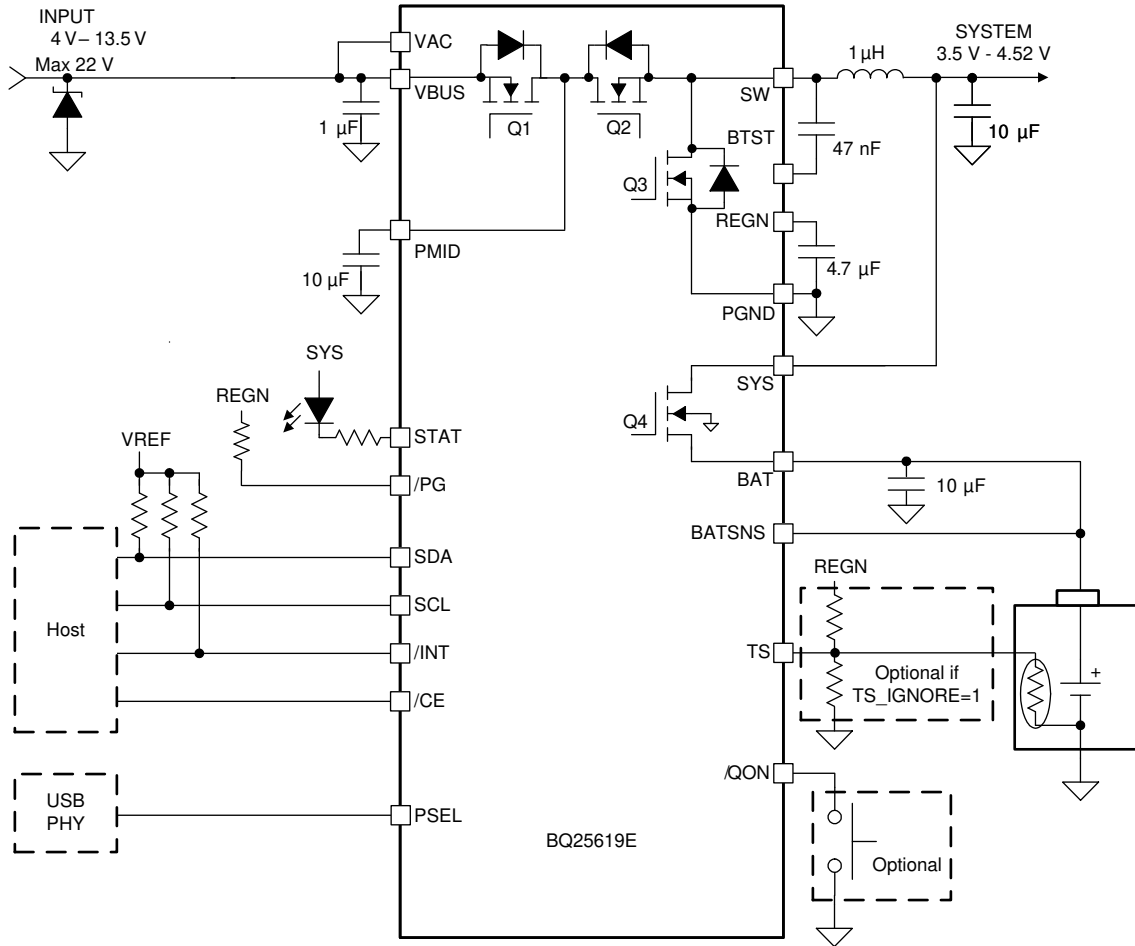 INPUT
4 V – 13.5 V
Max 22 V
VAC
VBUS
1 µF
Q1
Q2
SW
1 µH
SYSTEM
3.5 V - 4.52 V
10 µF
BTST
47 nF
Q3
REGN
4.7 µF
PMID
10 µF
PGND
SYS
REGN
VREF
SYS
Q4
STAT
/PG
BAT
10 µF
BATSNS
SDA
SCL
/INT
/CE
Host
REGN
TS
Optional if
TS_IGNORE=1
+
/QON
USB
PHY
PSEL
BQ25619E
Optional